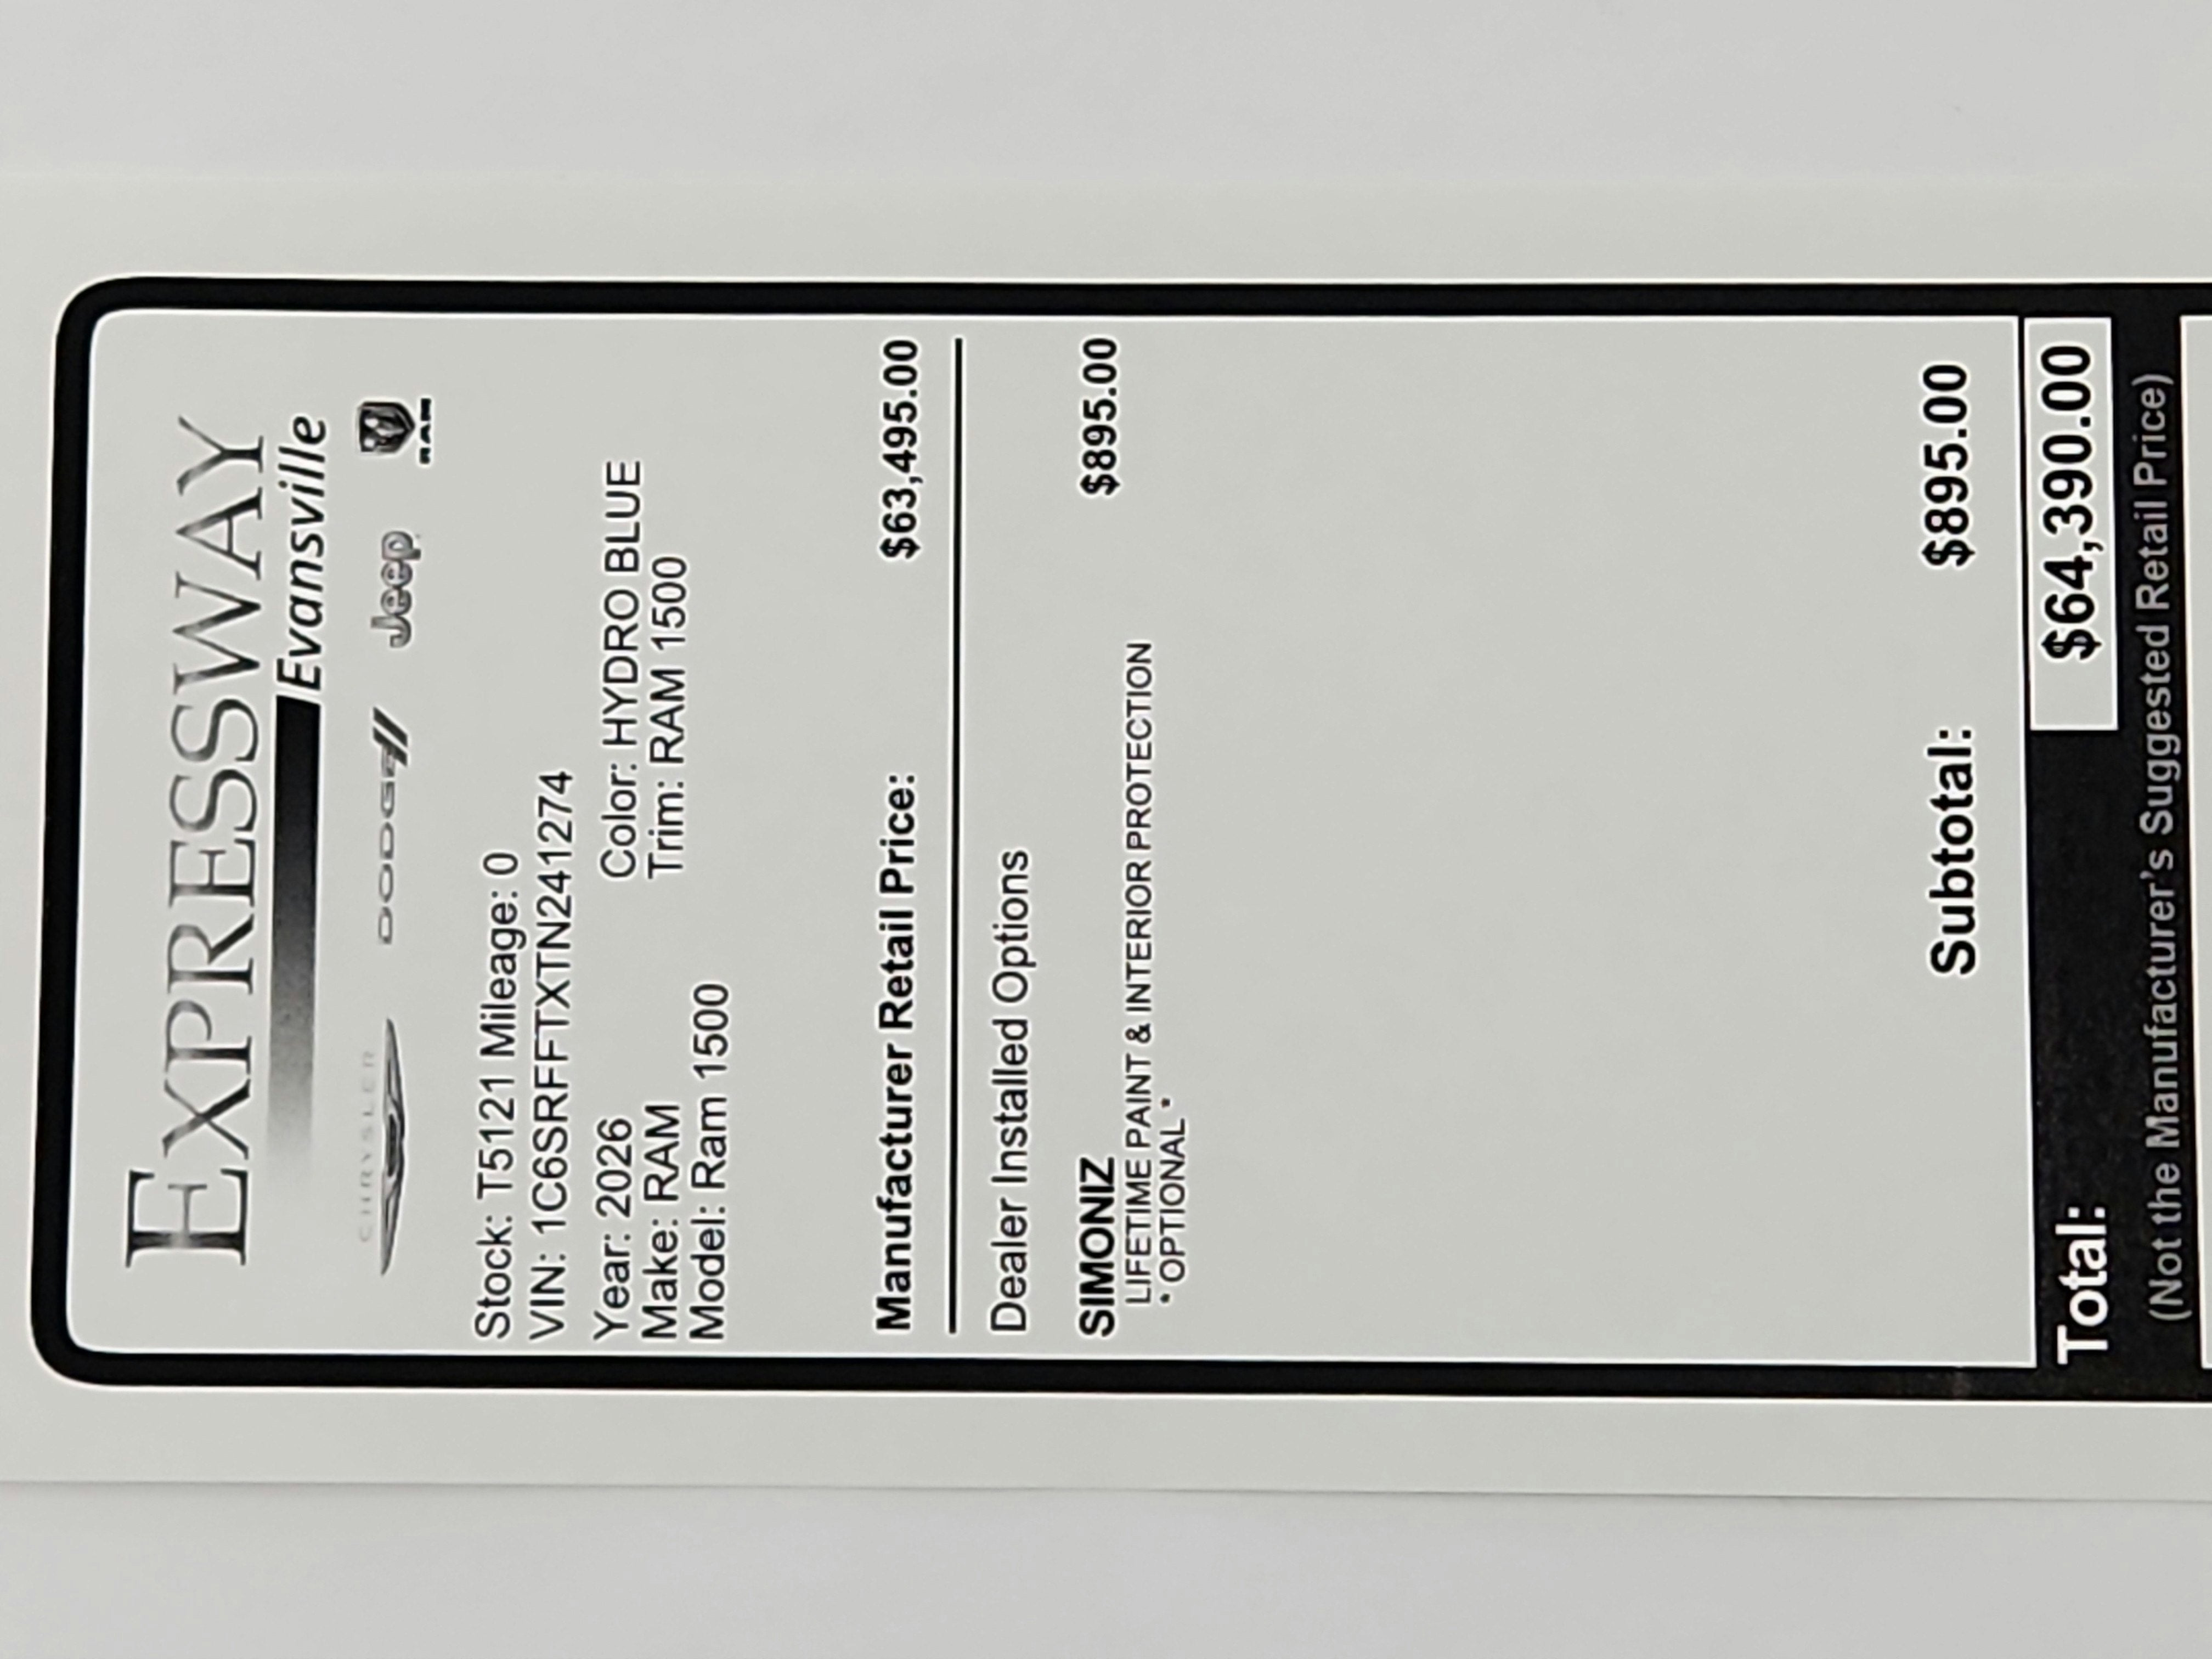 EXPRESSWAY
Evansville
CHRYSLER DODGE Jeep RAM
Stock: T5121 Mileage: 0
VIN: 1C6SRFFTXTN241274
Year: 2026 Color: HYDRO BLUE
Make: RAM Trim: RAM 1500
Model: Ram 1500
Manufacturer Retail Price: $63,495.00
Dealer Installed Options
SIMONIZ $895.00
LIFETIME PAINT & INTERIOR PROTECTION
* OPTIONAL *
Subtotal: $895.00
Total: $64,390.00
(Not the Manufacturer's Suggested Retail Price)